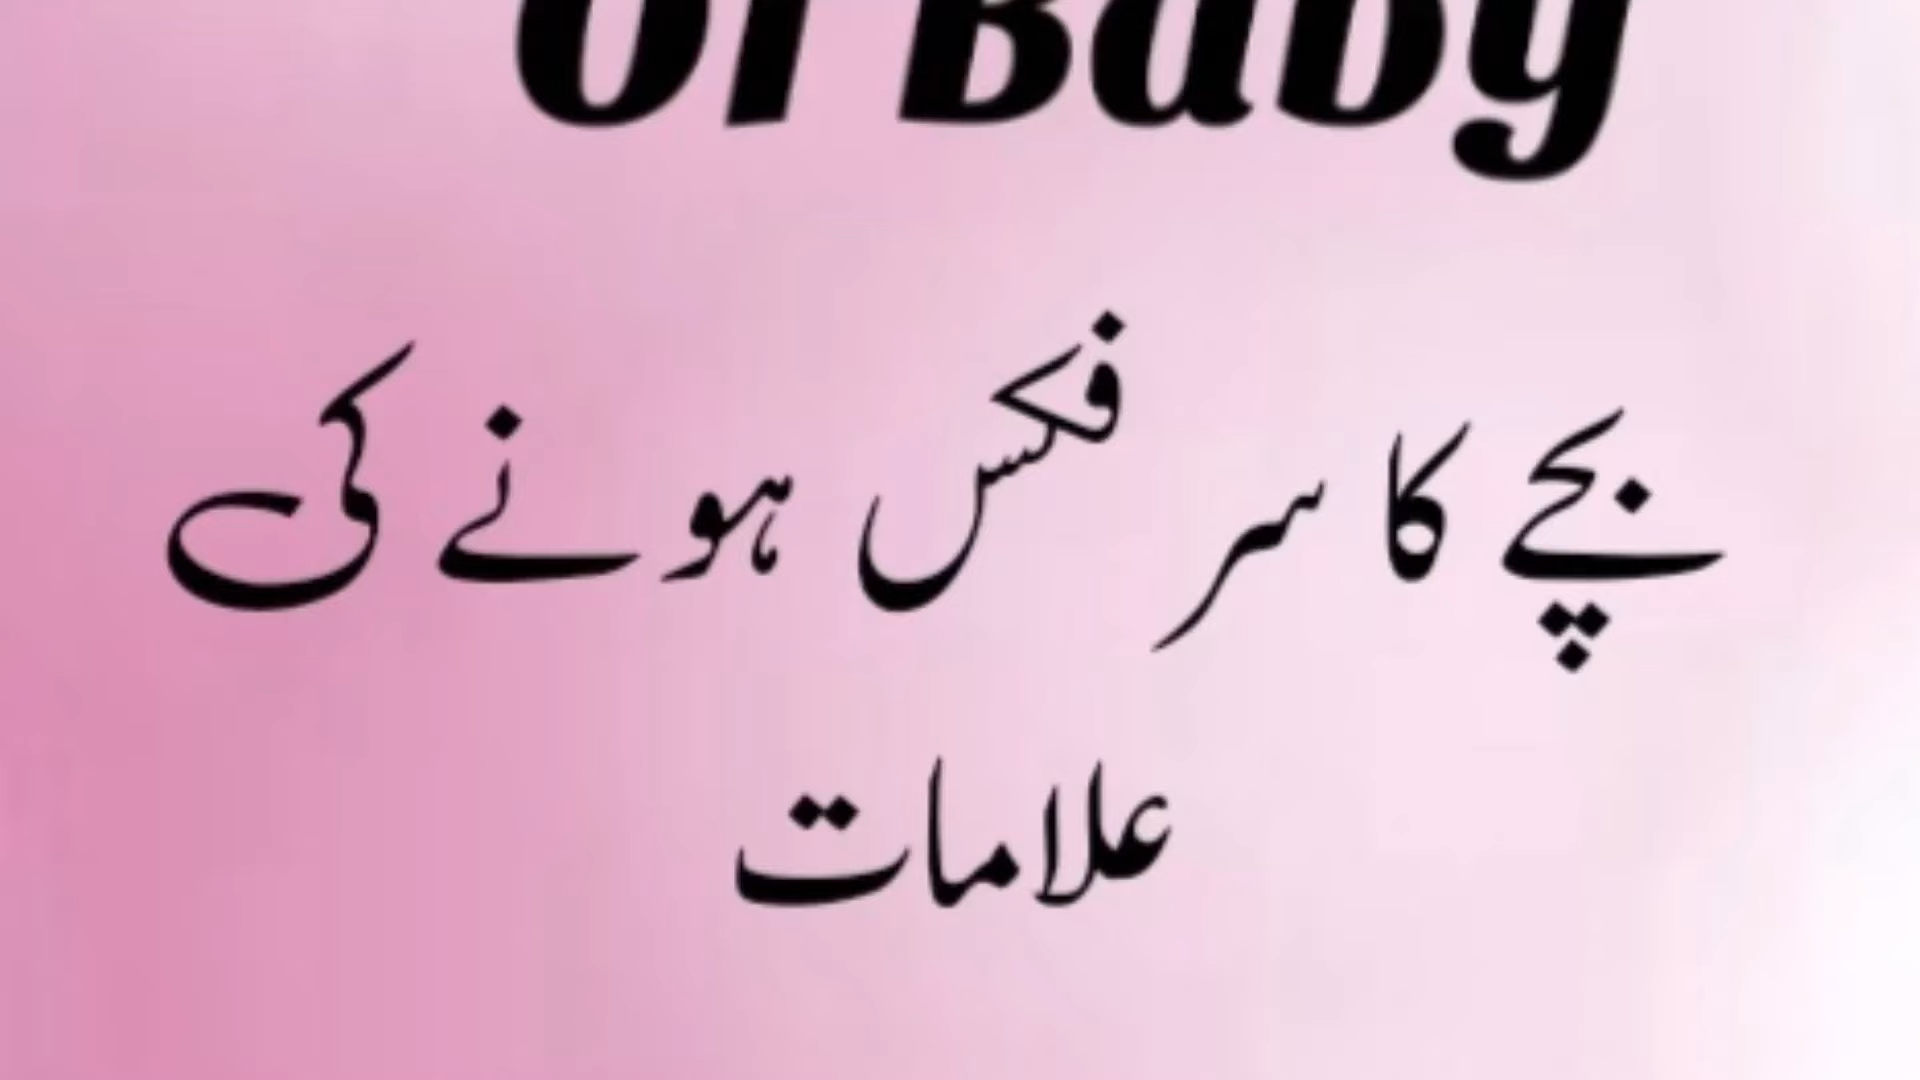 Of Baby
بچے کا سر فکس ہونے کی
علامات